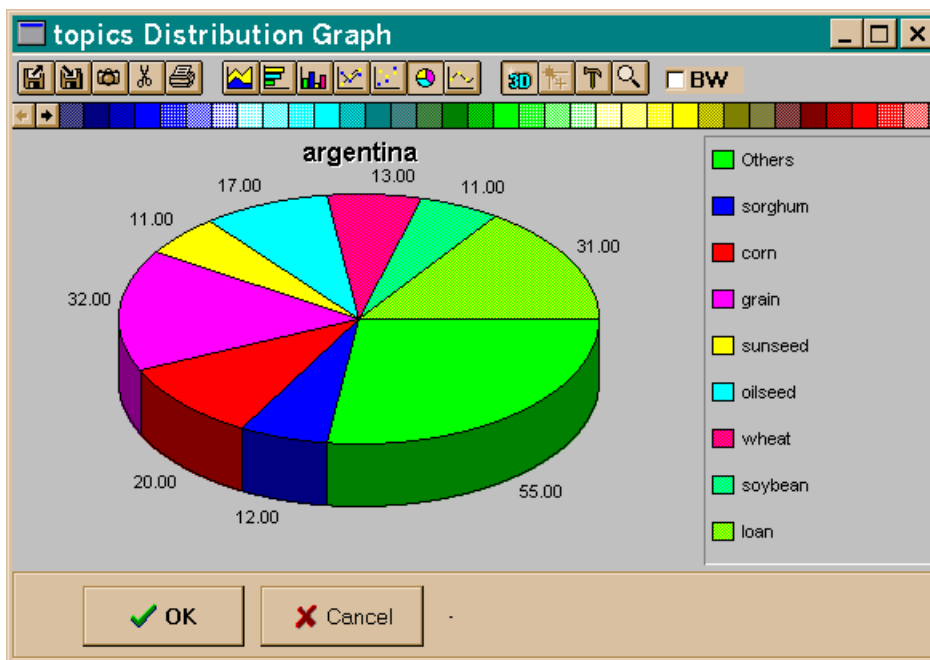 topics Distribution Graph
3D
BW
argentina
17.00
13.00
11.00
11.00
31.00
32.00
20.00
12.00
55.00
Others
sorghum
corn
grain
sunseed
oilseed
wheat
soybean
loan
OK
Cancel